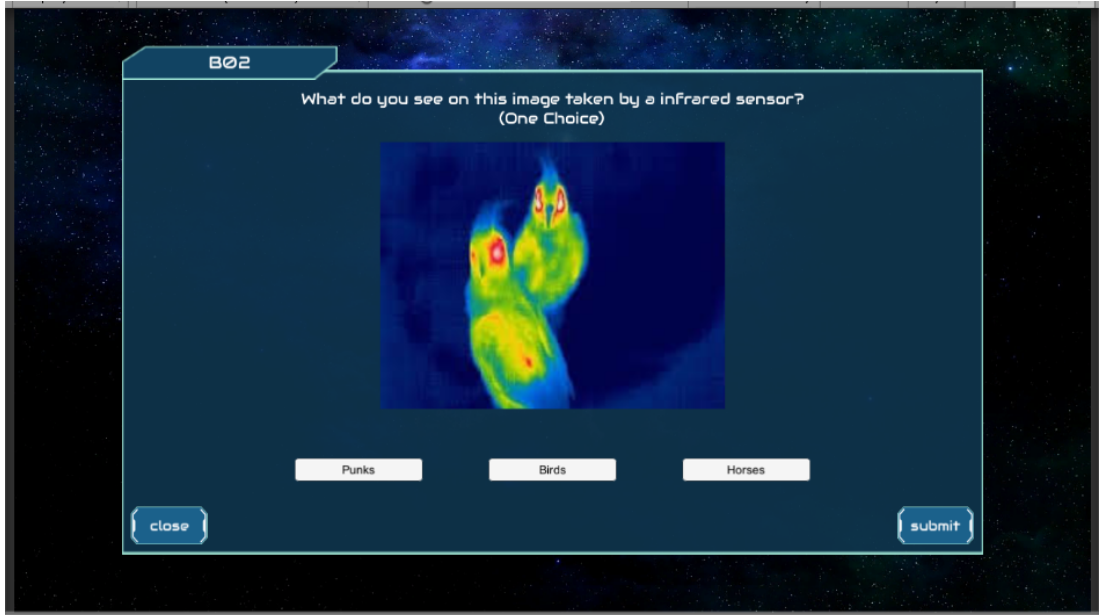 B02
What do you see on this image taken by a infrared sensor?
(One Choice)
Punks
Birds
Horses
close
submit